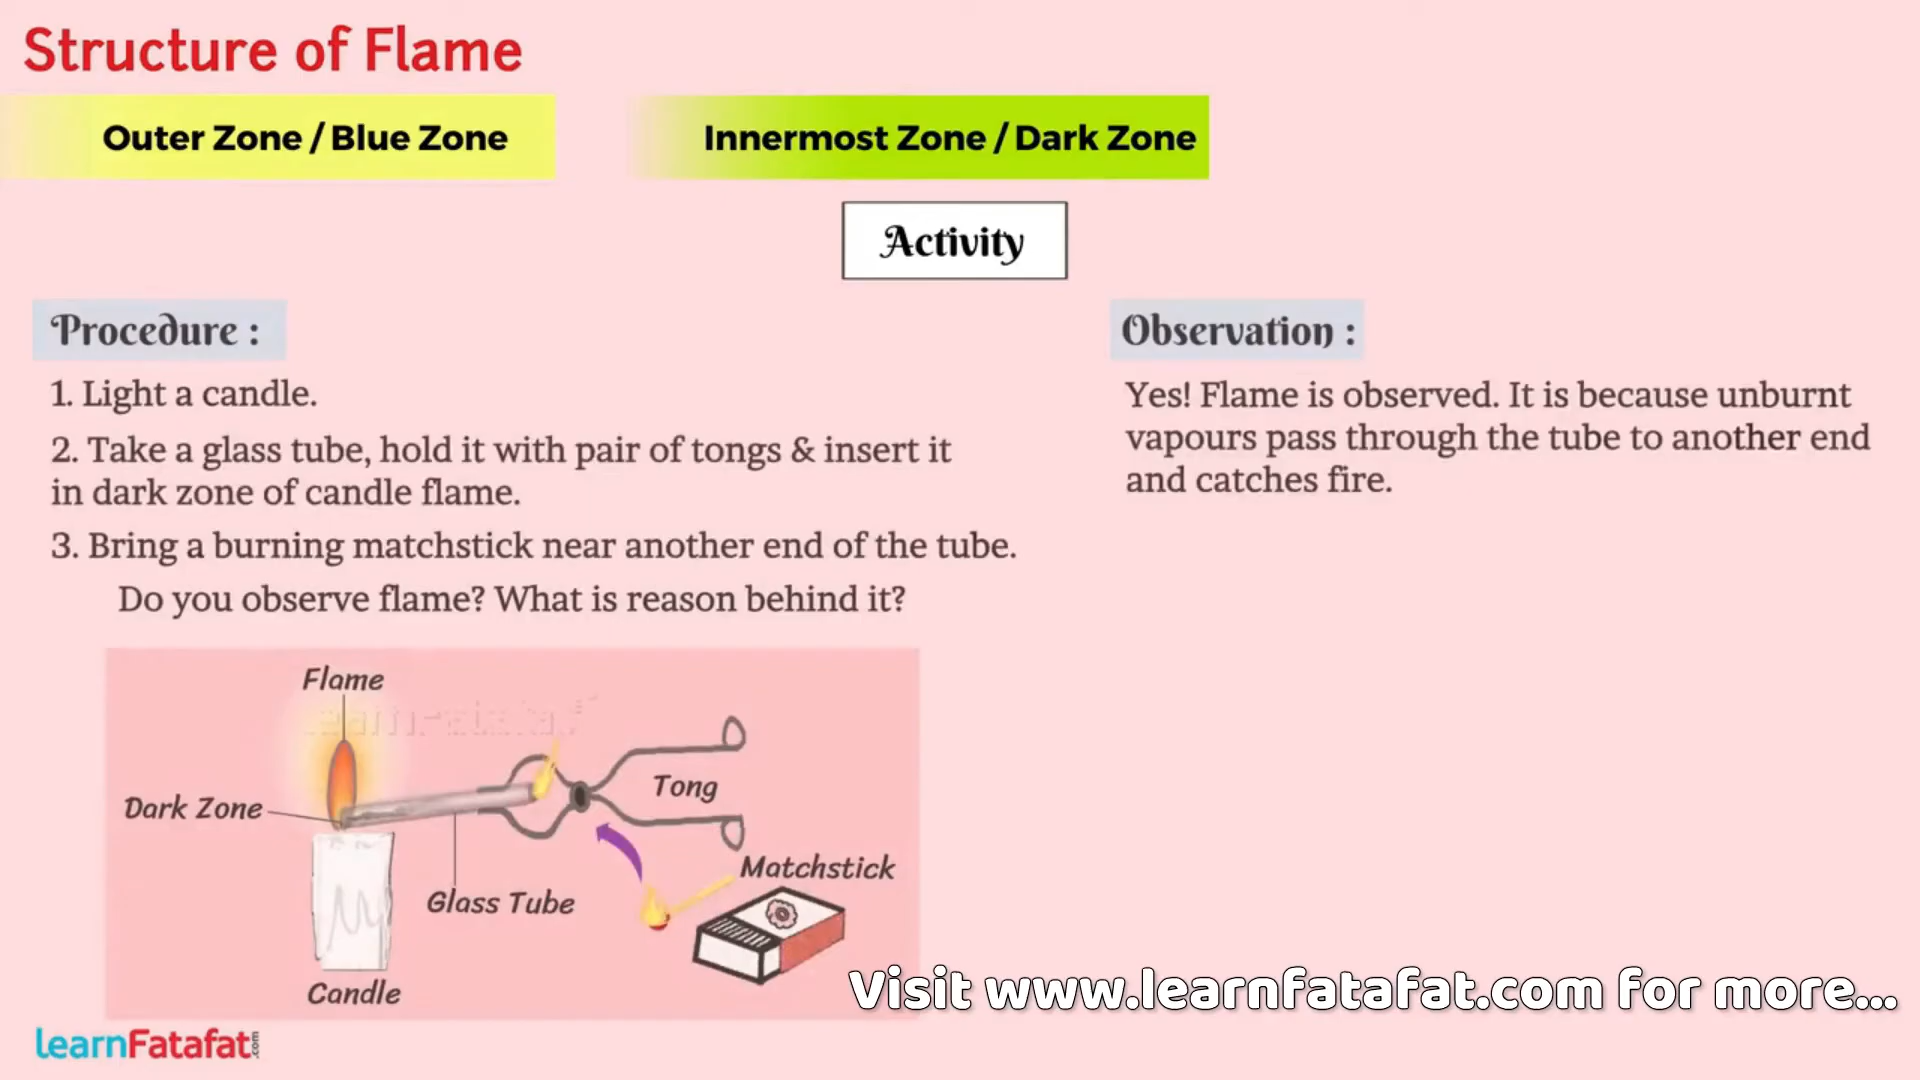 Structure of Flame
Outer Zone / Blue Zone
Innermost Zone / Dark Zone
Activity
Procedure :
1. Light a candle.
2. Take a glass tube, hold it with pair of tongs & insert it
in dark zone of candle flame.
3. Bring a burning matchstick near another end of the tube.
Do you observe flame? What is reason behind it?
Observation :
Yes! Flame is observed. It is because unburnt
vapours pass through the tube to another end
and catches fire.
Flame
Dark Zone
Tong
Matchstick
Glass Tube
Candle
Visit www.learnfatafat.com for more...
learnFatafat.com